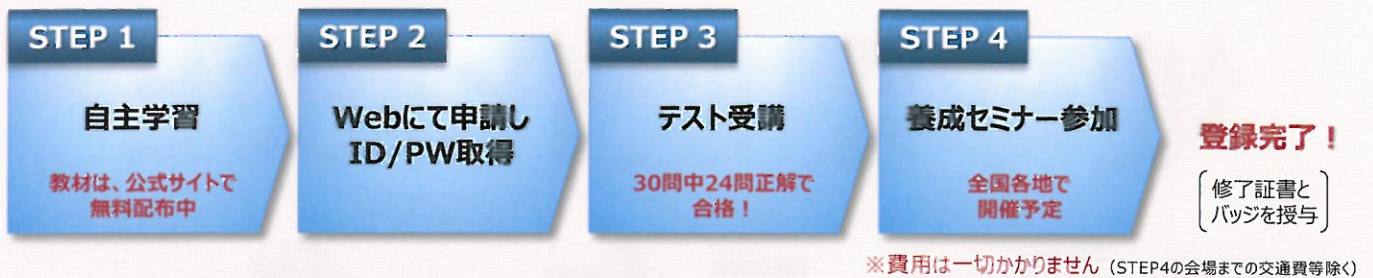 STEP 1
自主学習
教材は、公式サイトで
無料配布中
STEP 2
Webにて申請し
ID/PW取得
STEP 3
テスト受講
30問中24問正解で
合格！
STEP 4
養成セミナー参加
全国各地で
開催予定
登録完了！
修了証書と
バッジを授与
※費用は一切かかりません（STEP4の会場までの交通費等除く）